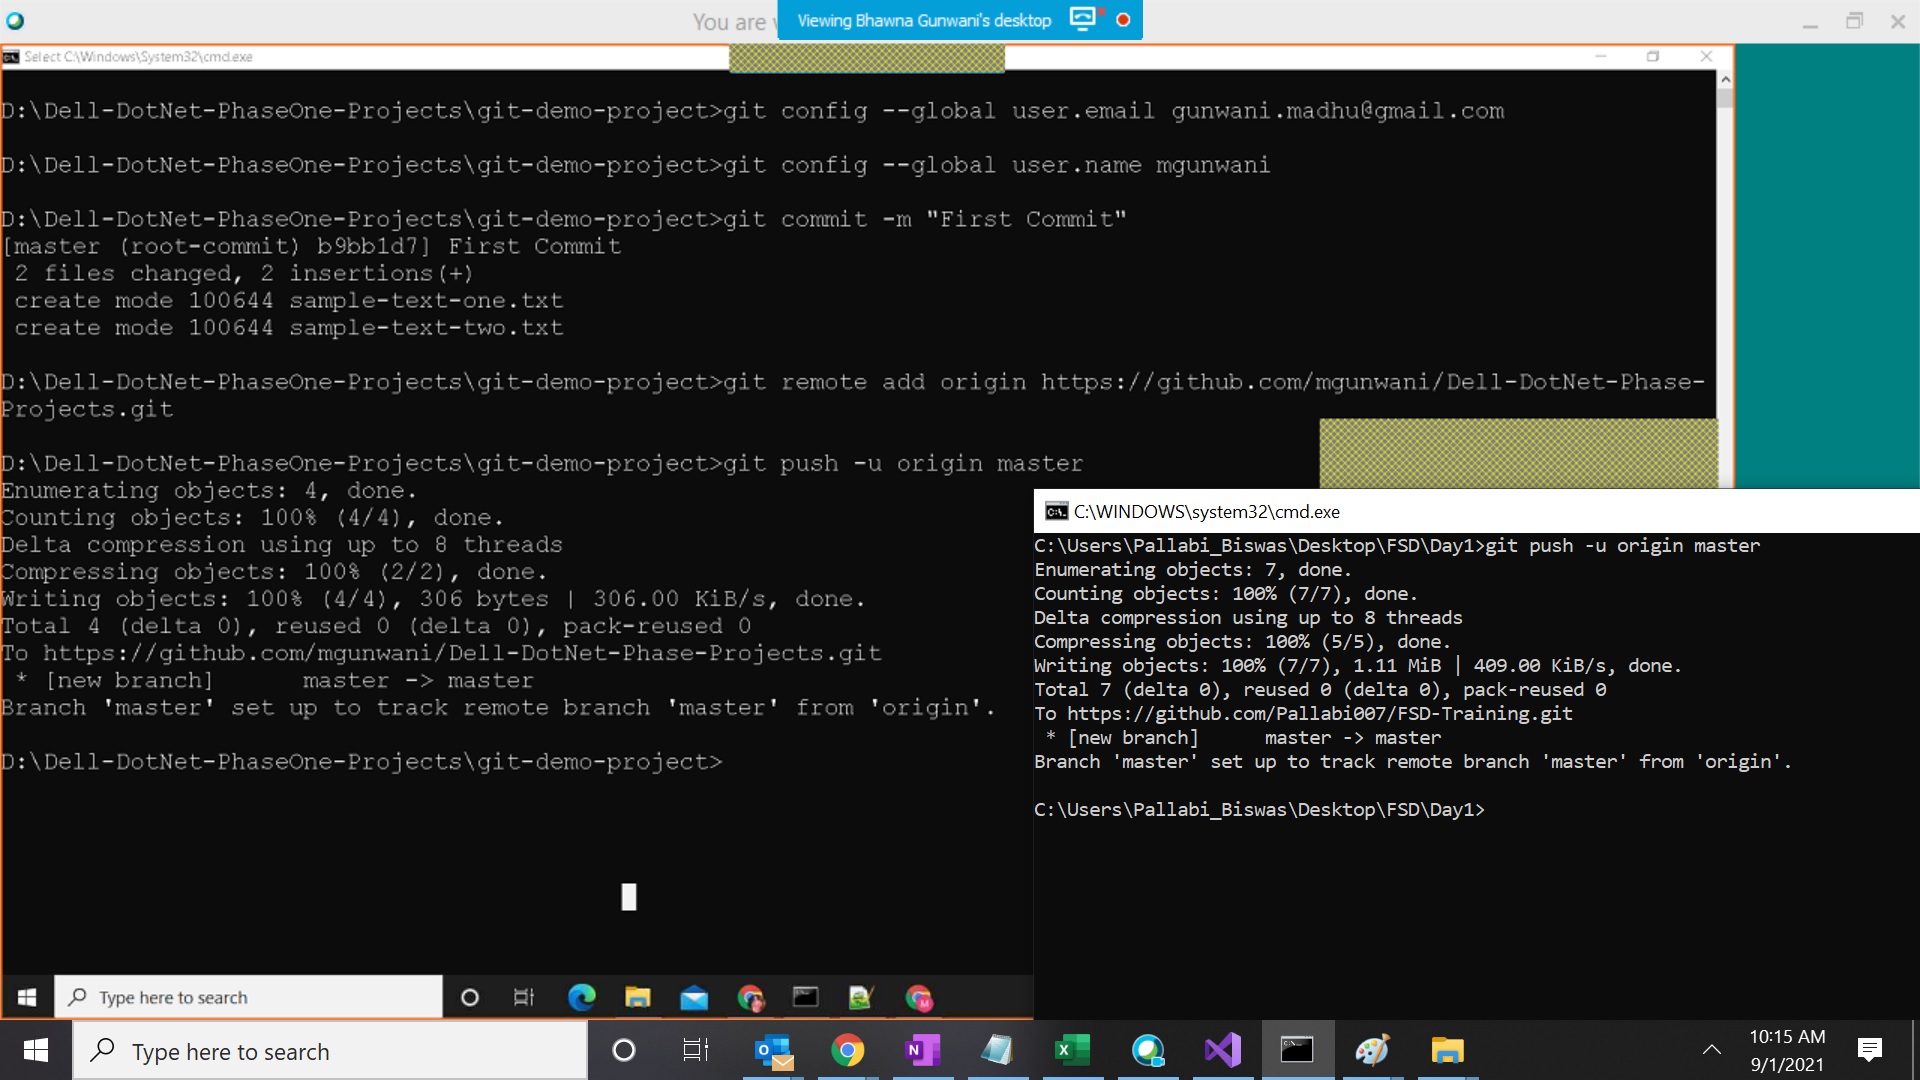 You are
Viewing Bhawna Gunwani's desktop
Select C:\Windows\System32\cmd.exe
D:\Dell-DotNet-PhaseOne-Projects\git-demo-project>git config --global user.email gunwani.madhu@gmail.com
D:\Dell-DotNet-PhaseOne-Projects\git-demo-project>git config --global user.name mgunwani
D:\Dell-DotNet-PhaseOne-Projects\git-demo-project>git commit -m "First Commit"
[master (root-commit) b9bb1d7] First Commit
2 files changed, 2 insertions(+)
create mode 100644 sample-text-one.txt
create mode 100644 sample-text-two.txt
D:\Dell-DotNet-PhaseOne-Projects\git-demo-project>git remote add origin https://github.com/mgunwani/Dell-DotNet-Phase-
Projects.git
D:\Dell-DotNet-PhaseOne-Projects\git-demo-project>git push -u origin master
Enumerating objects: 4, done.
Counting objects: 100% (4/4), done.
Delta compression using up to 8 threads
Compressing objects: 100% (2/2), done.
Writing objects: 100% (4/4), 306 bytes | 306.00 KiB/s, done.
Total 4 (delta 0), reused 0 (delta 0), pack-reused 0
To https://github.com/mgunwani/Dell-DotNet-Phase-Projects.git
* [new branch]      master -> master
Branch 'master' set up to track remote branch 'master' from 'origin'.
D:\Dell-DotNet-PhaseOne-Projects\git-demo-project>
C:\WINDOWS\system32\cmd.exe
C:\Users\Pallabi_Biswas\Desktop\FSD\Day1>git push -u origin master
Enumerating objects: 7, done.
Counting objects: 100% (7/7), done.
Delta compression using up to 8 threads
Compressing objects: 100% (5/5), done.
Writing objects: 100% (7/7), 1.11 MiB | 409.00 KiB/s, done.
Total 7 (delta 0), reused 0 (delta 0), pack-reused 0
To https://github.com/Pallabi007/FSD-Training.git
* [new branch]      master -> master
Branch 'master' set up to track remote branch 'master' from 'origin'.
C:\Users\Pallabi_Biswas\Desktop\FSD\Day1>
Type here to search
Type here to search
10:15 AM
9/1/2021